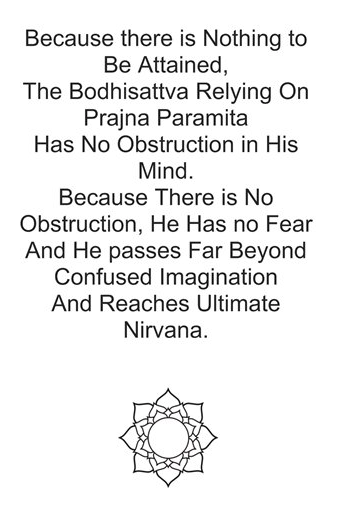 Because there is Nothing to
Be Attained,
The Bodhisattva Relying On
Prajna Paramita
Has No Obstruction in His
Mind.
Because There is No
Obstruction, He Has no Fear
And He passes Far Beyond
Confused Imagination
And Reaches Ultimate
Nirvana.